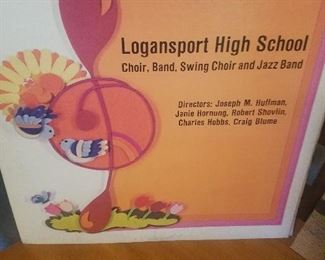 Logansport High School
Choir, Band, Swing Choir and Jazz Band
Directors: Joseph M. Huffman,
Janie Hornung, Robert Shovlin,
Charles Hobbs, Craig Blume